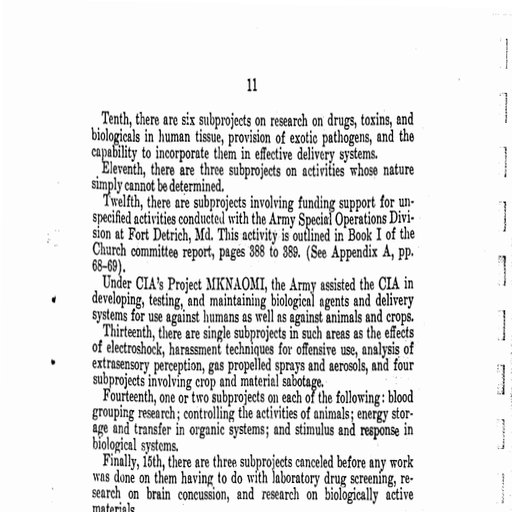 11
Tenth, there are six subprojects on research on drugs, toxins, and
biologicals in human tissue, provision of exotic pathogens, and the
capability to incorporate them in effective delivery systems.
Eleventh, there are three subprojects on activities whose nature
simply cannot be determined.
Twelfth, there are subprojects involving funding support for un-
specified activities conducted with the Army Special Operations Divi-
sion at Fort Detrich, Md. This activity is outlined in Book I of the
Church committee report, pages 388 to 389. (See Appendix A, pp.
68-69).
Under CIA's Project MKNAOMI, the Army assisted the CIA in
developing, testing, and maintaining biological agents and delivery
systems for use against humans as well as against animals and crops.
Thirteenth, there are single subprojects in such areas as the effects
of electroshock, harassment techniques for offensive use, analysis of
extrasensory perception, gas propelled sprays and aerosols, and four
subprojects involving crop and material sabotage.
Fourteenth, one or two subprojects on each of the following: blood
grouping research; controlling the activities of animals; energy stor-
age and transfer in organic systems; and stimulus and response in
biological systems.
Finally, 15th, there are three subprojects canceled before any work
was done on them having to do with laboratory drug screening, re-
search on brain concussion, and research on biologically active
materials